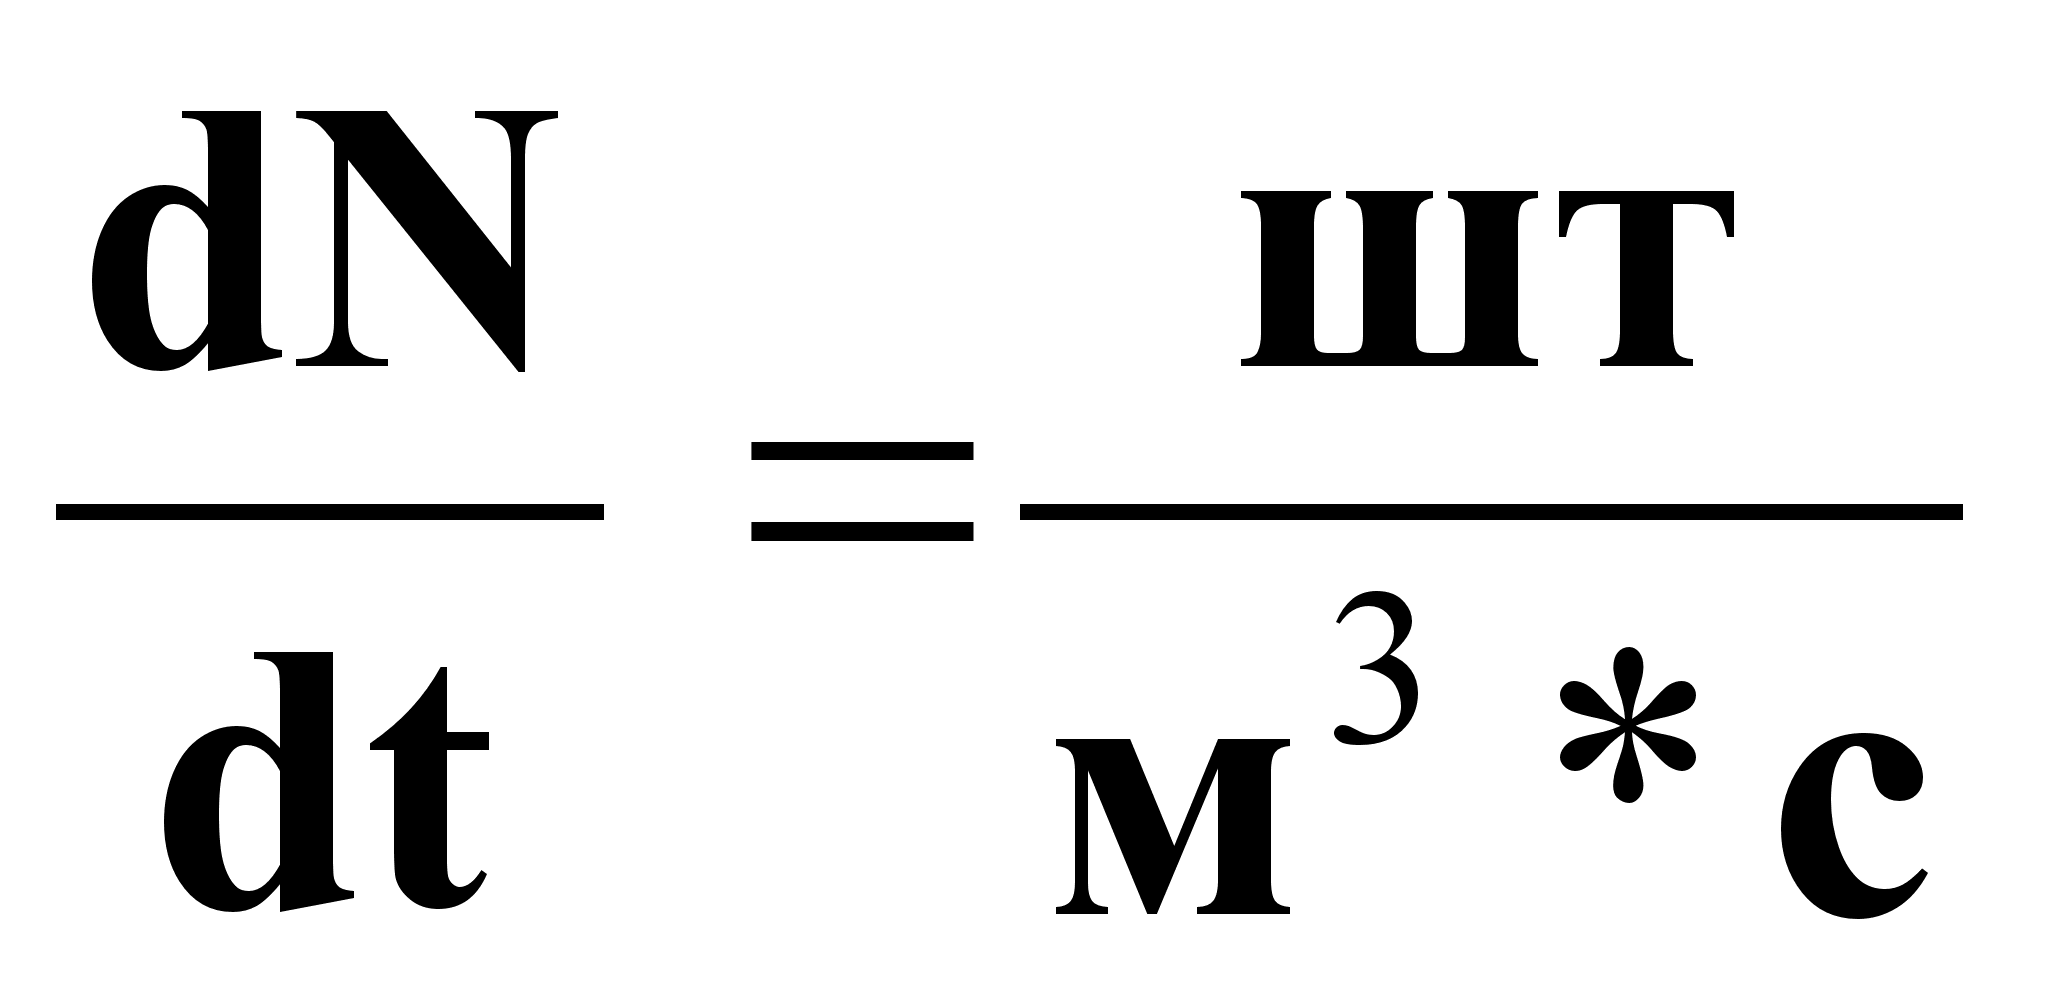 dN = шт
dt м³ * с